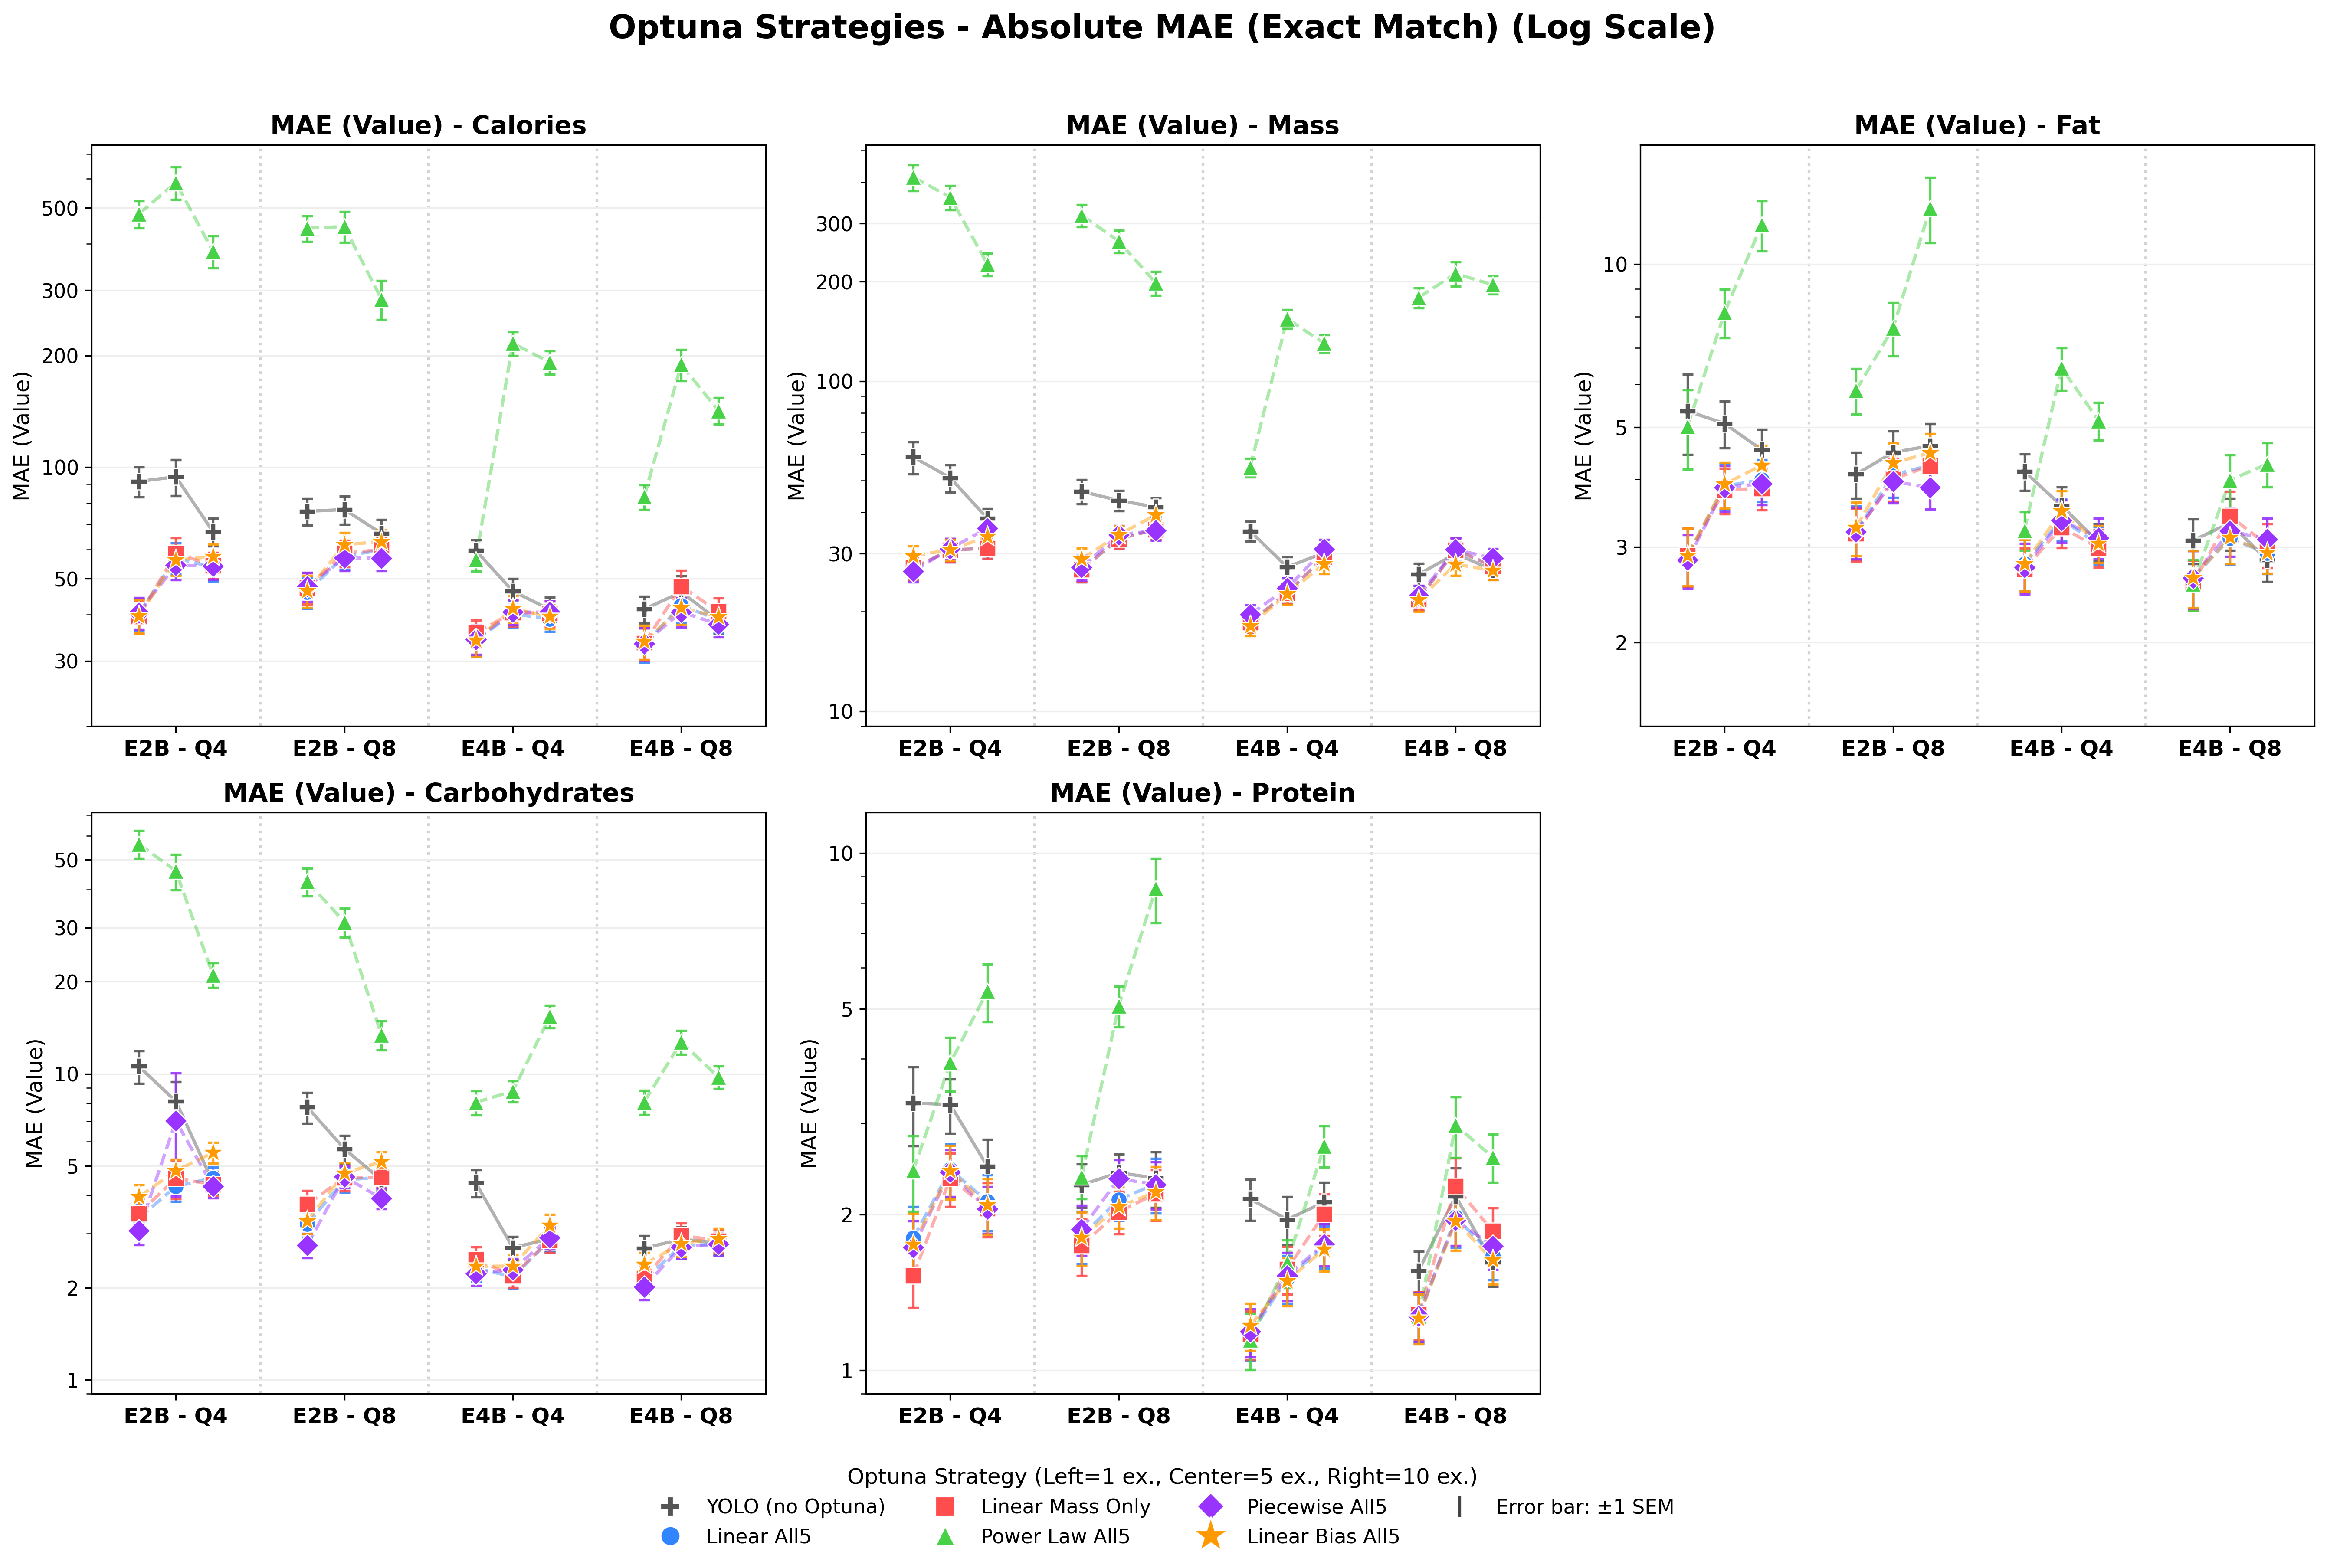 Optuna Strategies - Absolute MAE (Exact Match) (Log Scale)
MAE (Value) - Calories
MAE (Value)
500
300
200
100
50
30
E2B - Q4 E2B - Q8 E4B - Q4 E4B - Q8
MAE (Value) - Mass
MAE (Value)
300
200
100
30
10
E2B - Q4 E2B - Q8 E4B - Q4 E4B - Q8
MAE (Value) - Fat
MAE (Value)
10
5
3
2
E2B - Q4 E2B - Q8 E4B - Q4 E4B - Q8
MAE (Value) - Carbohydrates
MAE (Value)
50
30
20
10
5
2
1
E2B - Q4 E2B - Q8 E4B - Q4 E4B - Q8
MAE (Value) - Protein
MAE (Value)
10
5
2
1
E2B - Q4 E2B - Q8 E4B - Q4 E4B - Q8
Optuna Strategy (Left=1 ex., Center=5 ex., Right=10 ex.)
YOLO (no Optuna) Linear Mass Only Piecewise All5 Error bar: ±1 SEM
Linear All5 Power Law All5 Linear Bias All5